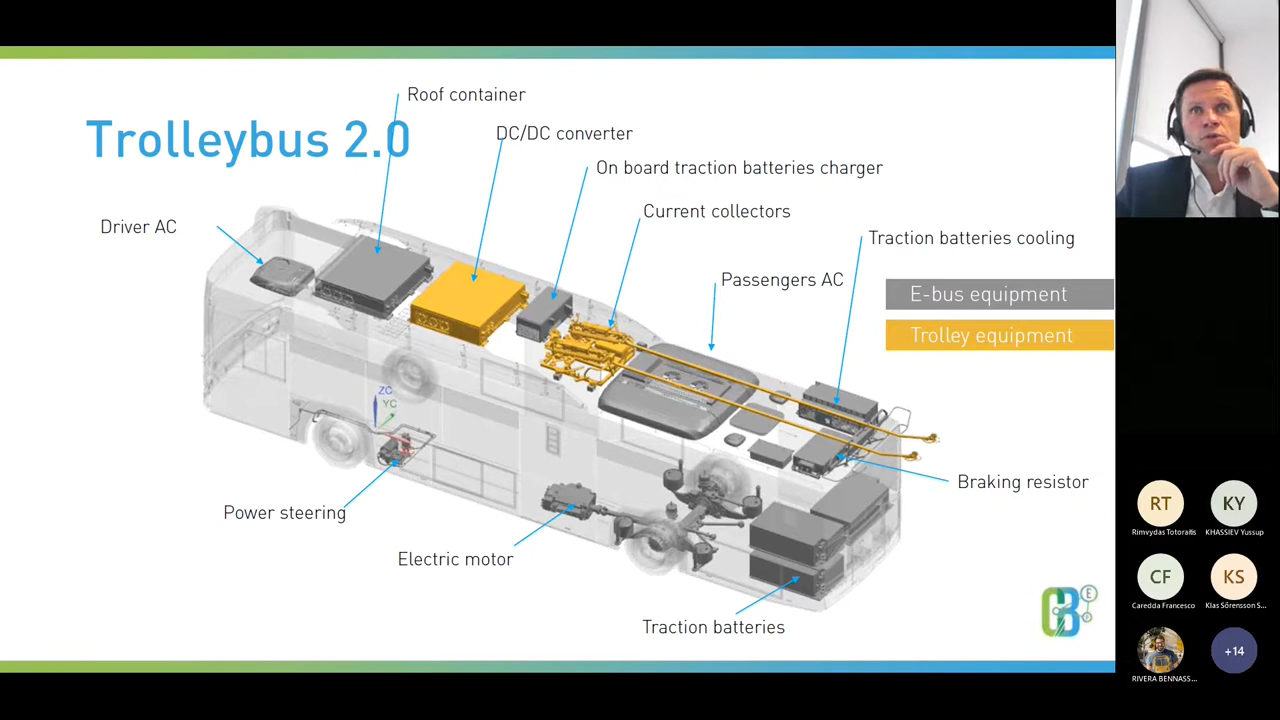 Roof container
Trolleybus 2.0
DC/DC converter
On board traction batteries charger
Current collectors
Driver AC
Traction batteries cooling
Passengers AC
E-bus equipment
Trolley equipment
ZC
YC
Braking resistor
Power steering
Electric motor
Traction batteries
E
RT
KY
Rimvydas Totoraitis
KHASSIEV Yussup
CF
KS
Caredda Francesco
Klas Sörensson S...
+14
RIVERA BENNASS...